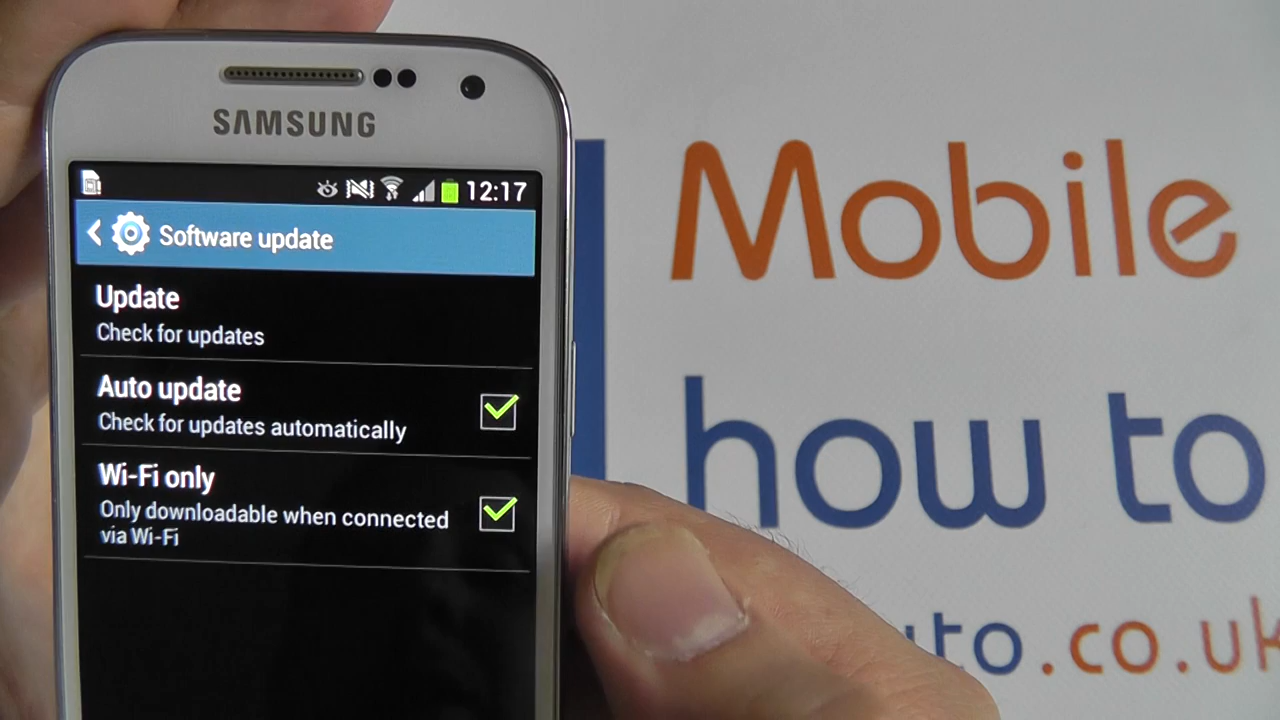 SAMSUNG
12:17
Software update
Update
Check for updates
Auto update
Check for updates automatically
Wi-Fi only
Only downloadable when connected
via Wi-Fi
Mobile
how to
to.co.uk